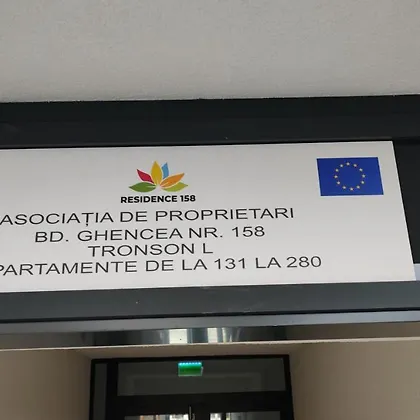 RESIDENCE 158
ASOCIAȚIA DE PROPRIETARI
BD. GHENCEA NR. 158
TRONSON L
PARTAMENTE DE LA 131 LA 280